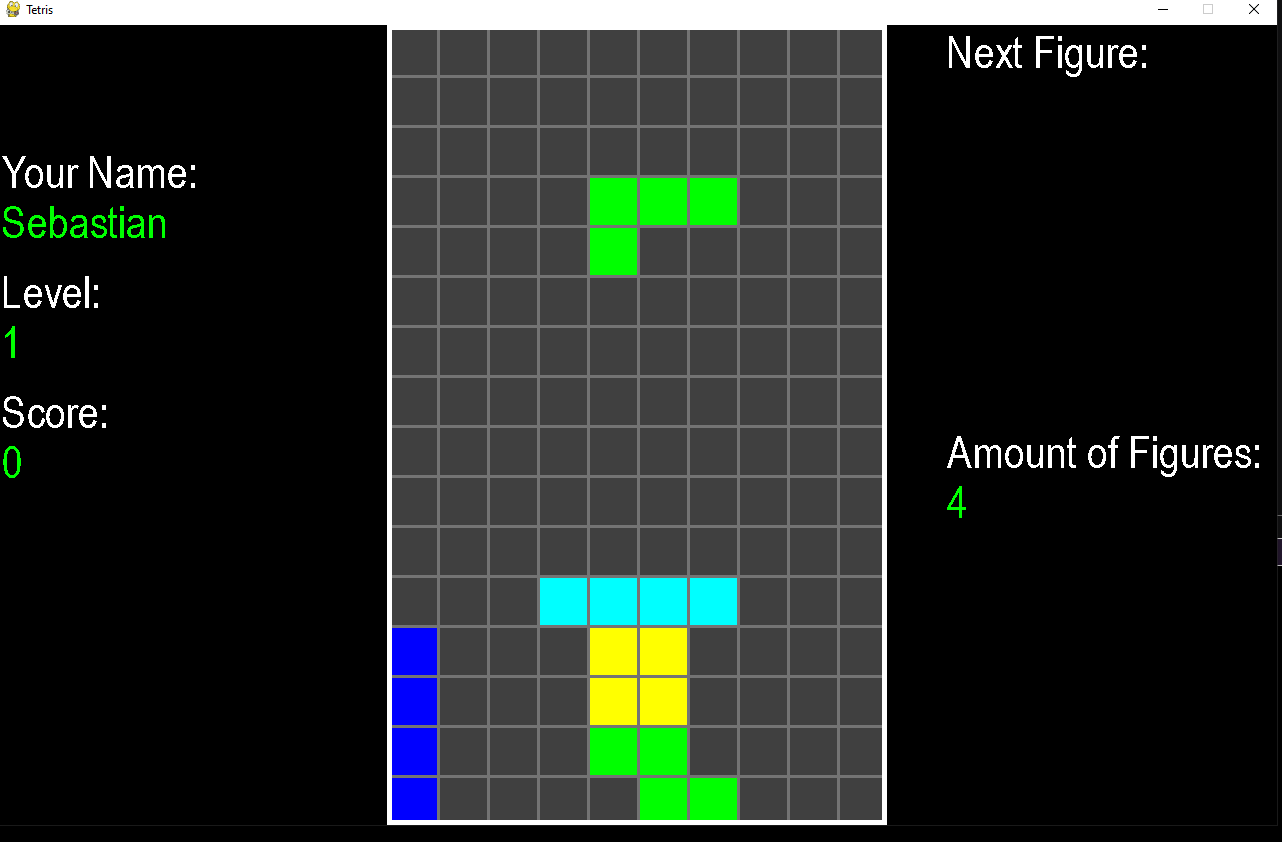 Tetris
Next Figure:
Your Name:
Sebastian
Level:
1
Score:
0
Amount of Figures:
4